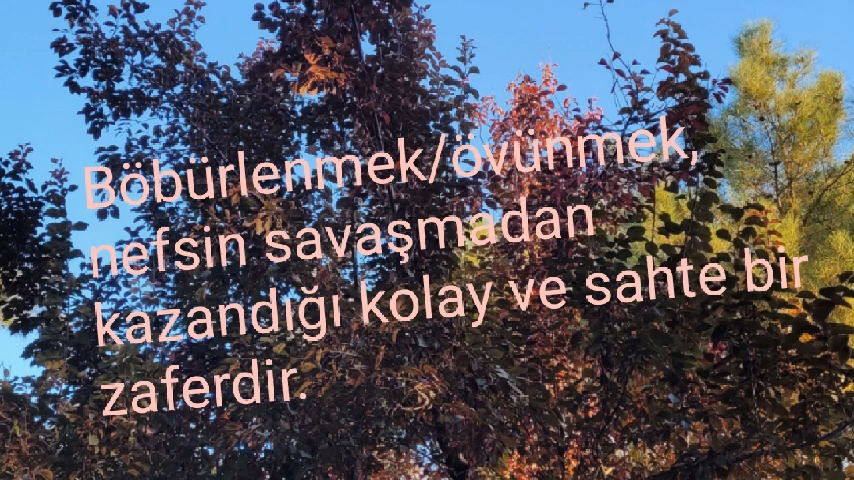 Böbürlenmek/övünmek,
nefsin savaşmadan
kazandığı kolay ve sahte bir
zaferdir.